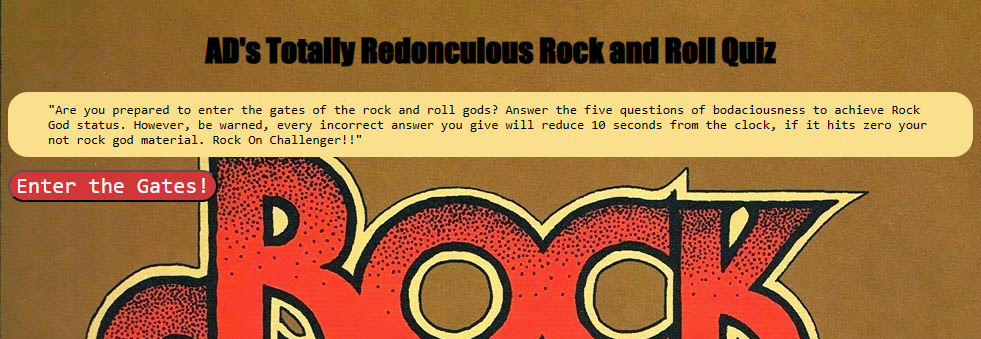 AD's Totally Redonculous Rock and Roll Quiz
"Are you prepared to enter the gates of the rock and roll gods? Answer the five questions of bodaciousness to achieve Rock
God status. However, be warned, every incorrect answer you give will reduce 10 seconds from the clock, if it hits zero your
not rock god material. Rock On Challenger!!"
Enter the Gates!
ROCK